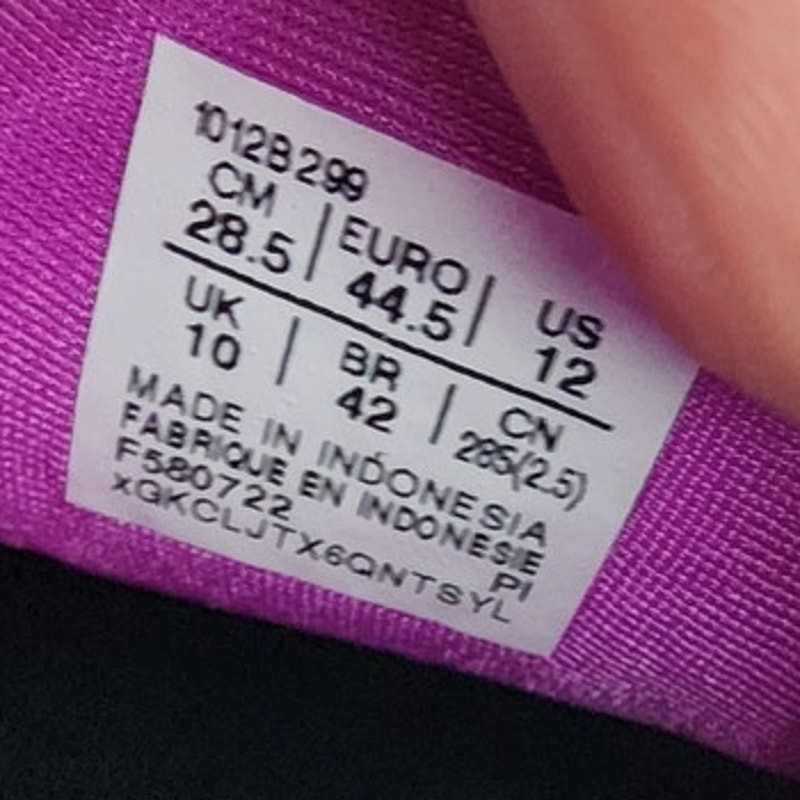 1012B299
CM | EURO | US
28.5 | 44.5 | 12
UK | BR | CN
10 | 42 | 285(2.5)
MADE IN INDONESIA
FABRIQUE EN INDONESIE
F580722 PI
xGKCLJTX6QNTSYL